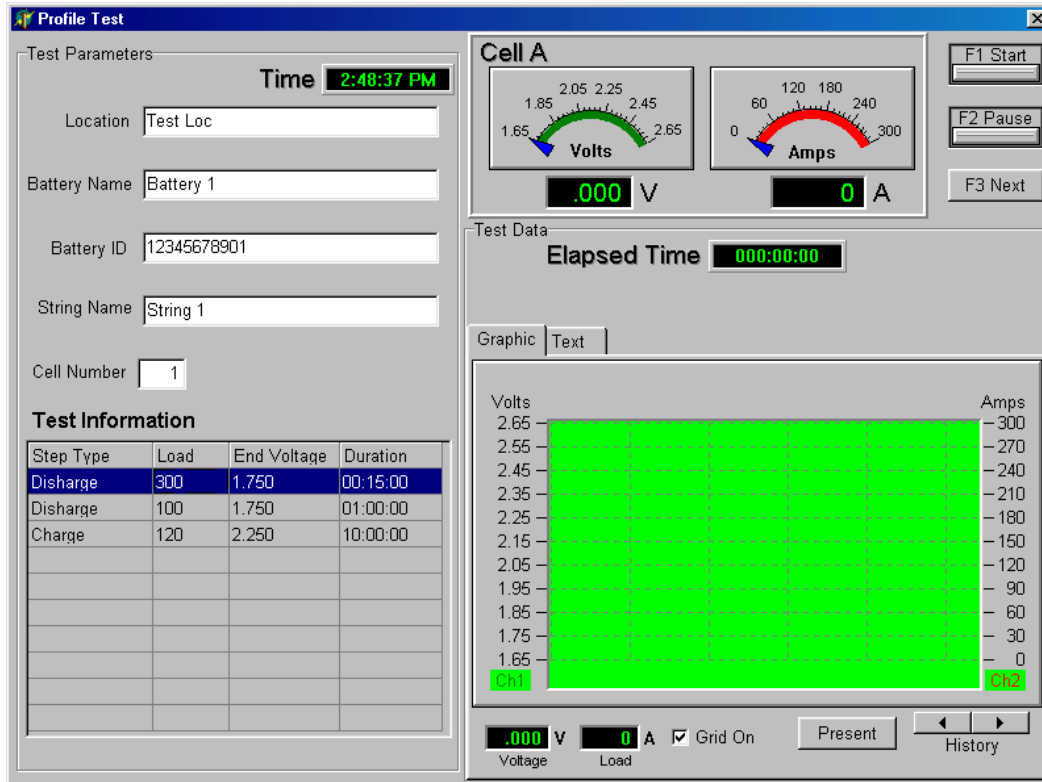 Profile Test
Test Parameters
Time 2:48:37 PM
Location Test Loc
Battery Name Battery 1
Battery ID 12345678901
String Name String 1
Cell Number 1
Test Information
Step Type Load End Voltage Duration
Disharge 300 1.750 00:15:00
Disharge 100 1.750 01:00:00
Charge 120 2.250 10:00:00
Cell A
1.65 1.85 2.05 2.25 2.45 2.65
Volts
.000 V
0 60 120 180 240 300
Amps
0 A
F1 Start
F2 Pause
F3 Next
Test Data
Elapsed Time 000:00:00
Graphic Text
Volts Amps
2.65 300
2.55 270
2.45 240
2.35 210
2.25 180
2.15 150
2.05 120
1.95 90
1.85 60
1.75 30
1.65 0
Ch1 Ch2
.000 V 0 A Grid On Present
Voltage Load History